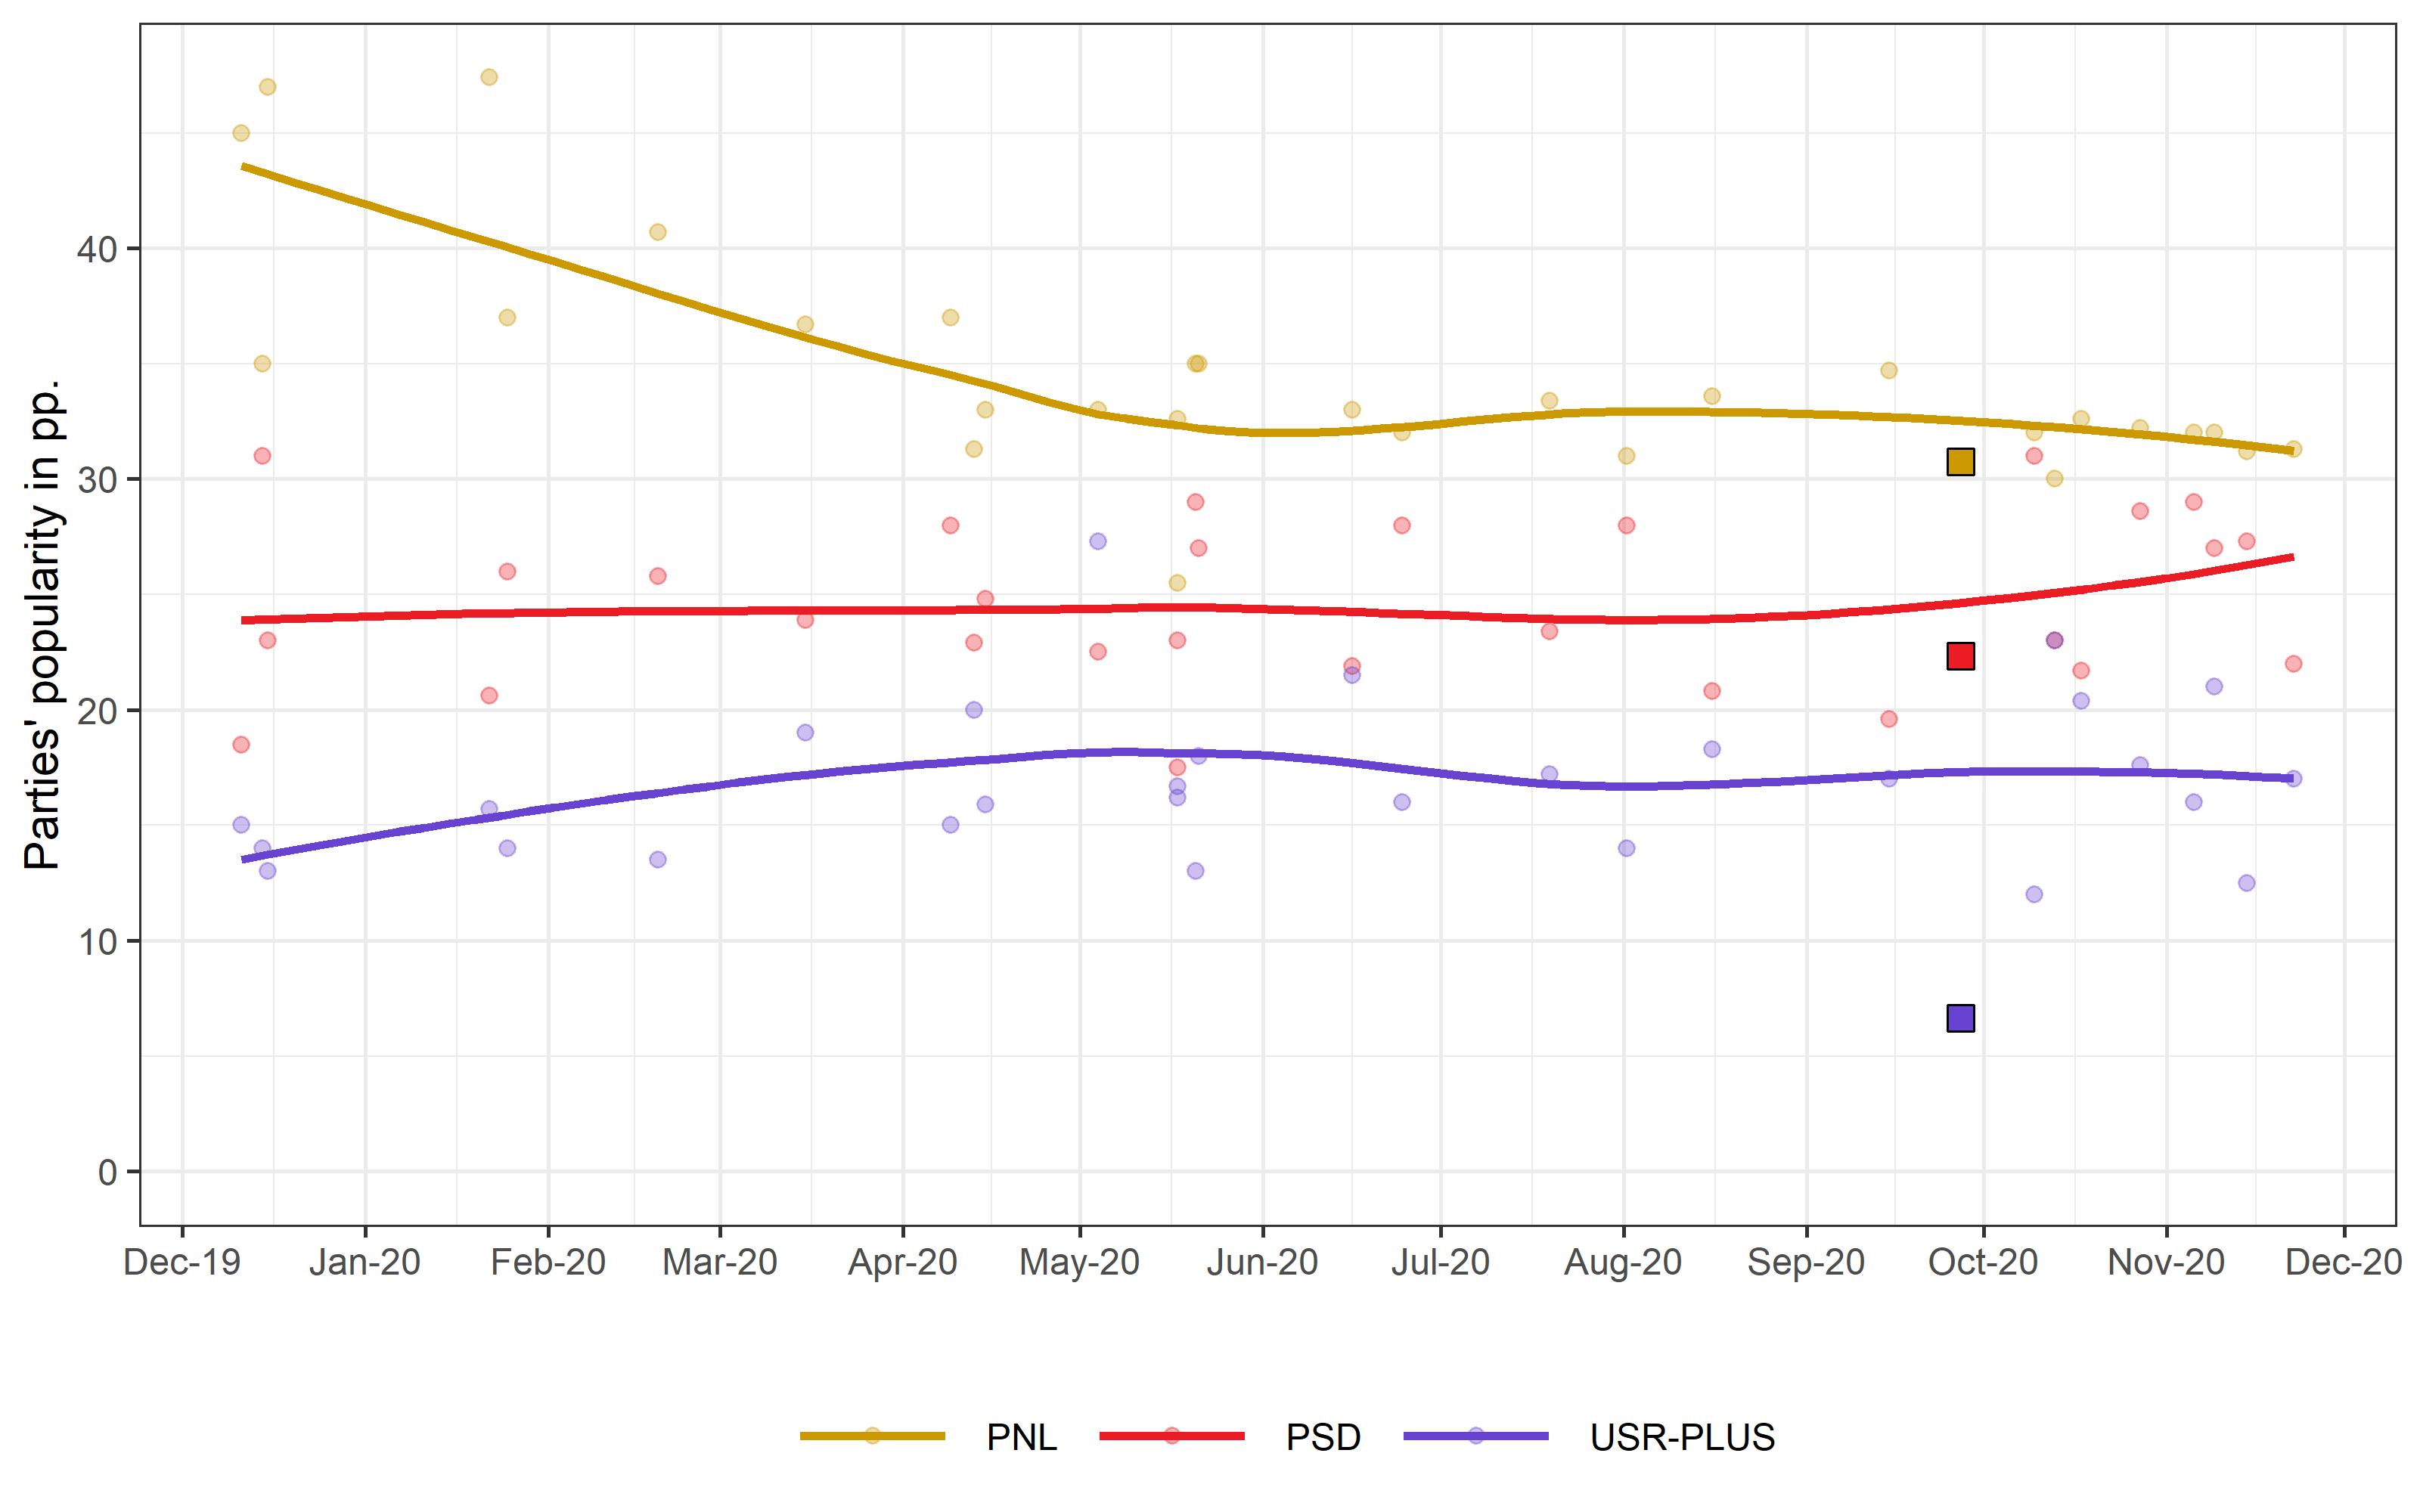 Parties' popularity in pp.
40
30
20
10
0
Dec-19 Jan-20 Feb-20 Mar-20 Apr-20 May-20 Jun-20 Jul-20 Aug-20 Sep-20 Oct-20 Nov-20 Dec-20
PNL PSD USR-PLUS